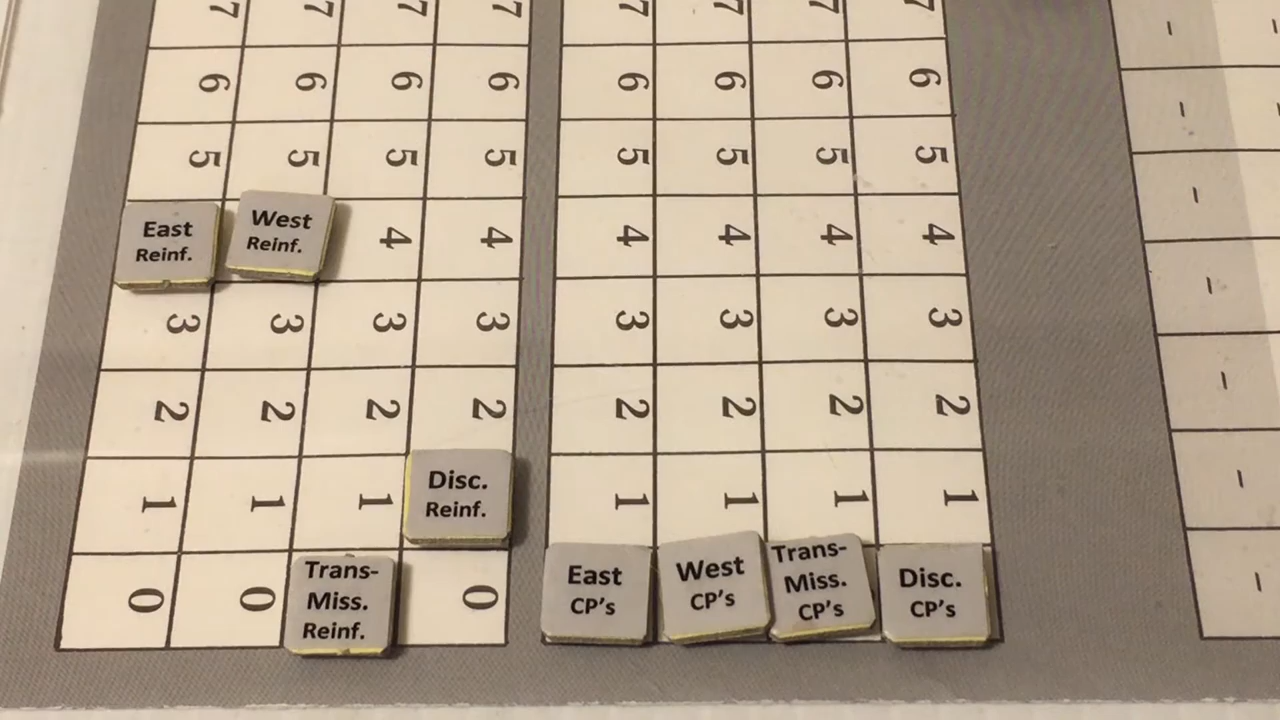 7 7 7 7 7 7 7 7
6 6 6 6 6 6 6 6
5 5 5 5 5 5 5 5
East
Reinf.
West
Reinf.
4 4 4 4 4 4
3 3 3 3 3 3 3 3
2 2 2 2 2 2 2 2
1 1 1
Disc.
Reinf.
1 1 1 1
0 0
Trans-
Miss.
Reinf.
0
East
CP's
West
CP's
Trans-
Miss.
CP's
Disc.
CP's